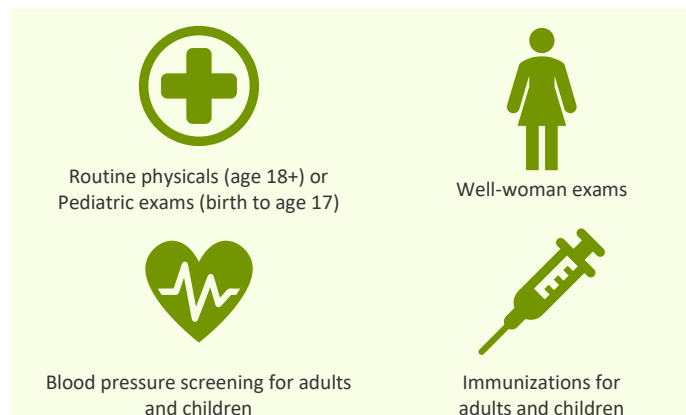 Routine physicals (age 18+) or
Pediatric exams (birth to age 17)
Well-woman exams
Blood pressure screening for adults
and children
Immunizations for
adults and children